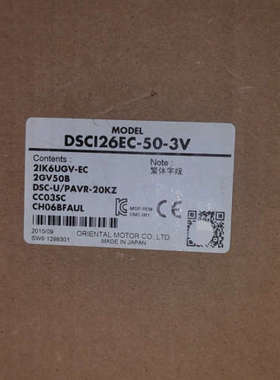 MODEL
DSCI26EC-50-3V
Contents :
2IK6UGV-EC
2GV50B
DSC-U/PAVR-20KZ
CC03SC
CH06BFAUL
Note :
繁体字版
2015/09
ORIENTAL MOTOR CO., LTD.
MADE IN JAPAN